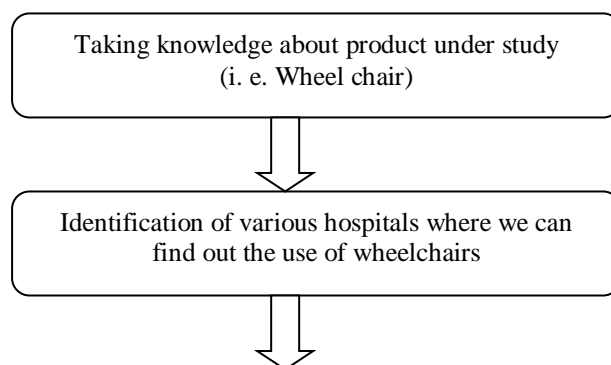 Taking knowledge about product under study
(i. e. Wheel chair)
Identification of various hospitals where we can
find out the use of wheelchairs